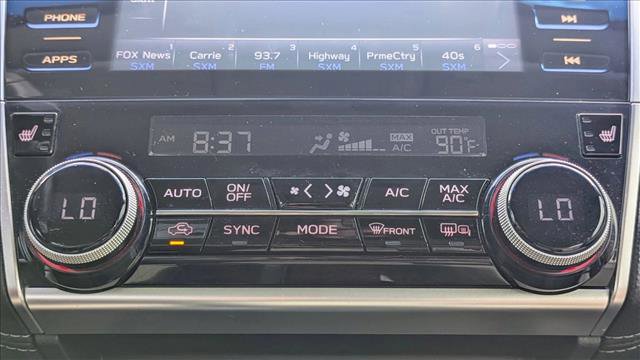 PHONE
APPS
1 2 3 4 5 6
FOX News Carrie 93.7 Highway PrmeCtry 40s
SXM SXM FM SXM SXM SXM
AM 8:37 MAX A/C OUT TEMP 90°F
LO AUTO ON/OFF A/C MAX A/C LO
SYNC MODE FRONT